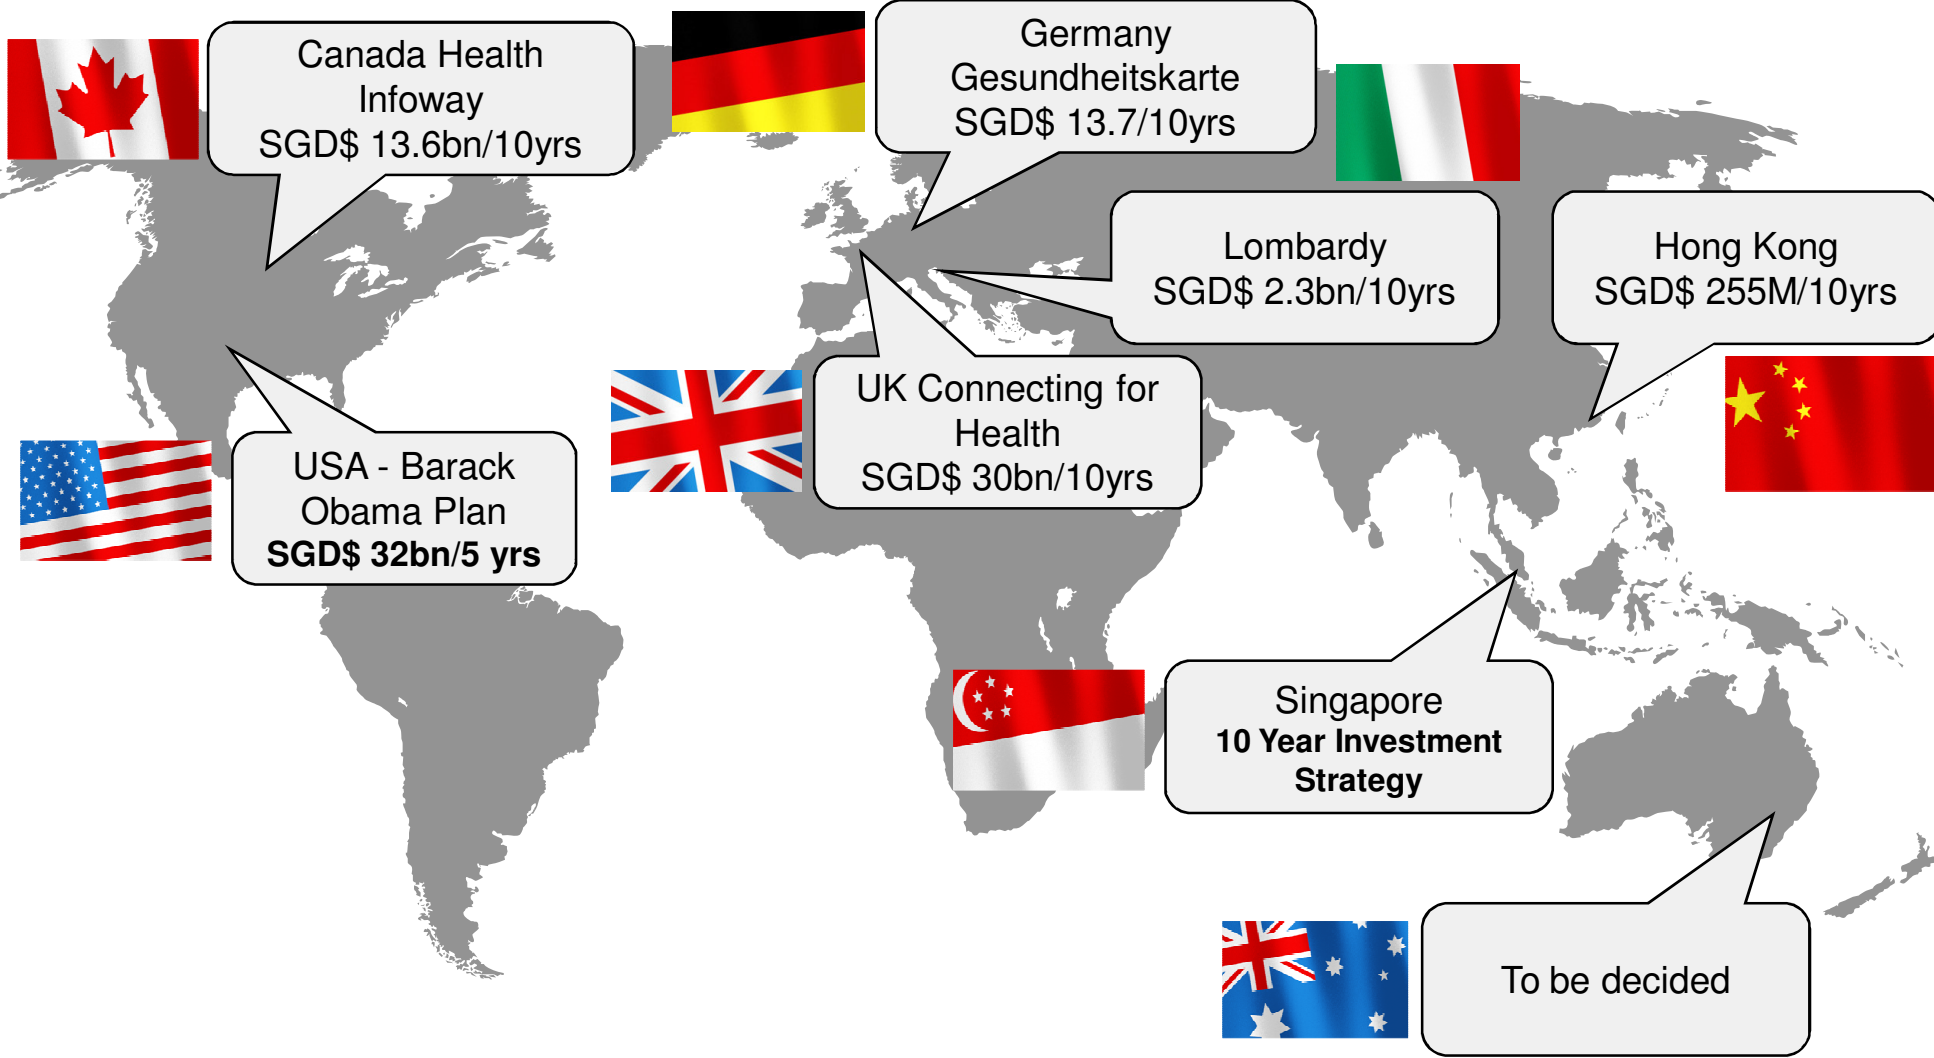 Canada Health
Infoway
SGD$ 13.6bn/10yrs
Germany
Gesundheitskarte
SGD$ 13.7/10yrs
Lombardy
SGD$ 2.3bn/10yrs
Hong Kong
SGD$ 255M/10yrs
UK Connecting for
Health
SGD$ 30bn/10yrs
USA - Barack
Obama Plan
SGD$ 32bn/5 yrs
Singapore
10 Year Investment
Strategy
To be decided